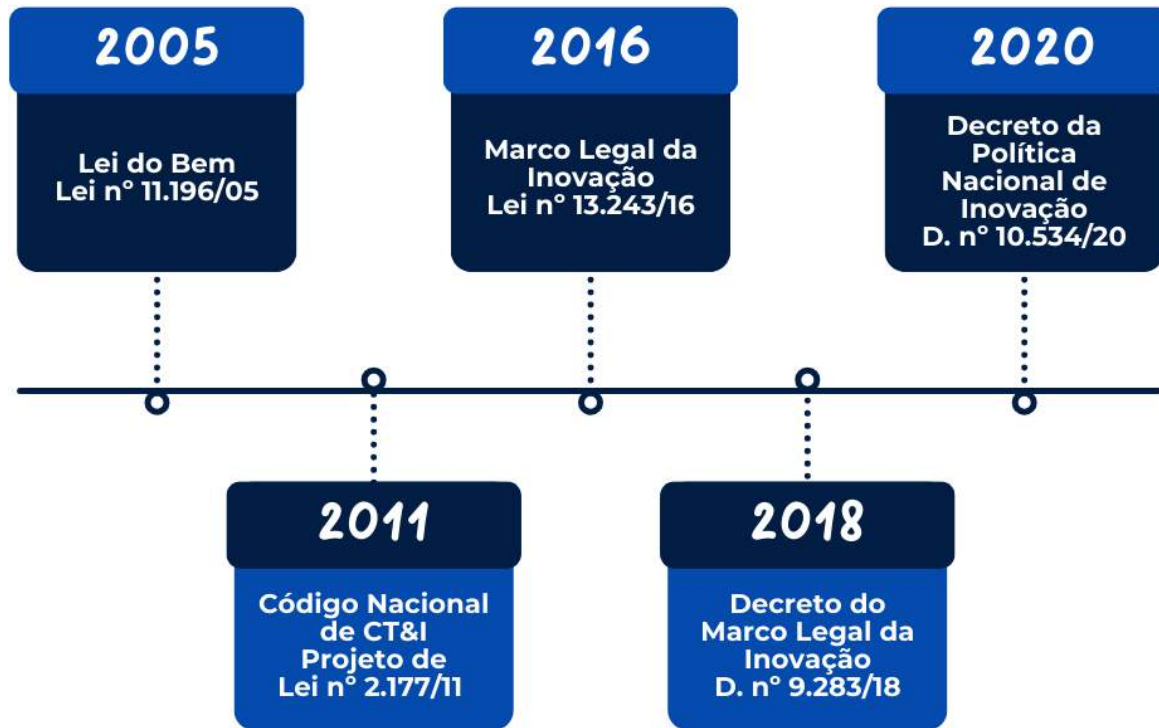 2005
Lei do Bem
Lei nº 11.196/05
2011
Código Nacional
de CT&I
Projeto de
Lei nº 2.177/11
2016
Marco Legal da
Inovação
Lei nº 13.243/16
2018
Decreto do
Marco Legal da
Inovação
D. nº 9.283/18
2020
Decreto da
Política
Nacional de
Inovação
D. nº 10.534/20